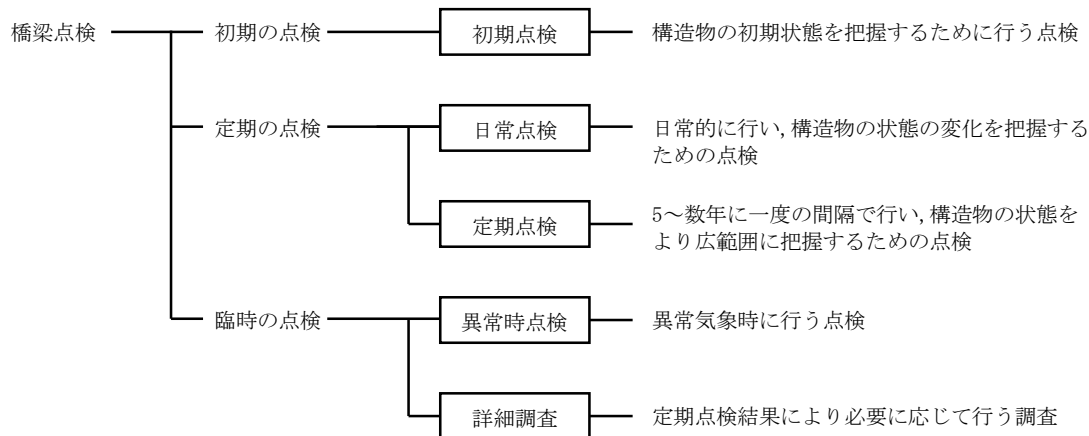 橋梁点検
初期の点検
初期点検
構造物の初期状態を把握するために行う点検
定期の点検
日常点検
日常的に行い,構造物の状態の変化を把握する
ための点検
定期点検
5～数年に一度の間隔で行い,構造物の状態を
より広範囲に把握するための点検
臨時の点検
異常時点検
異常気象時に行う点検
詳細調査
定期点検結果により必要に応じて行う調査